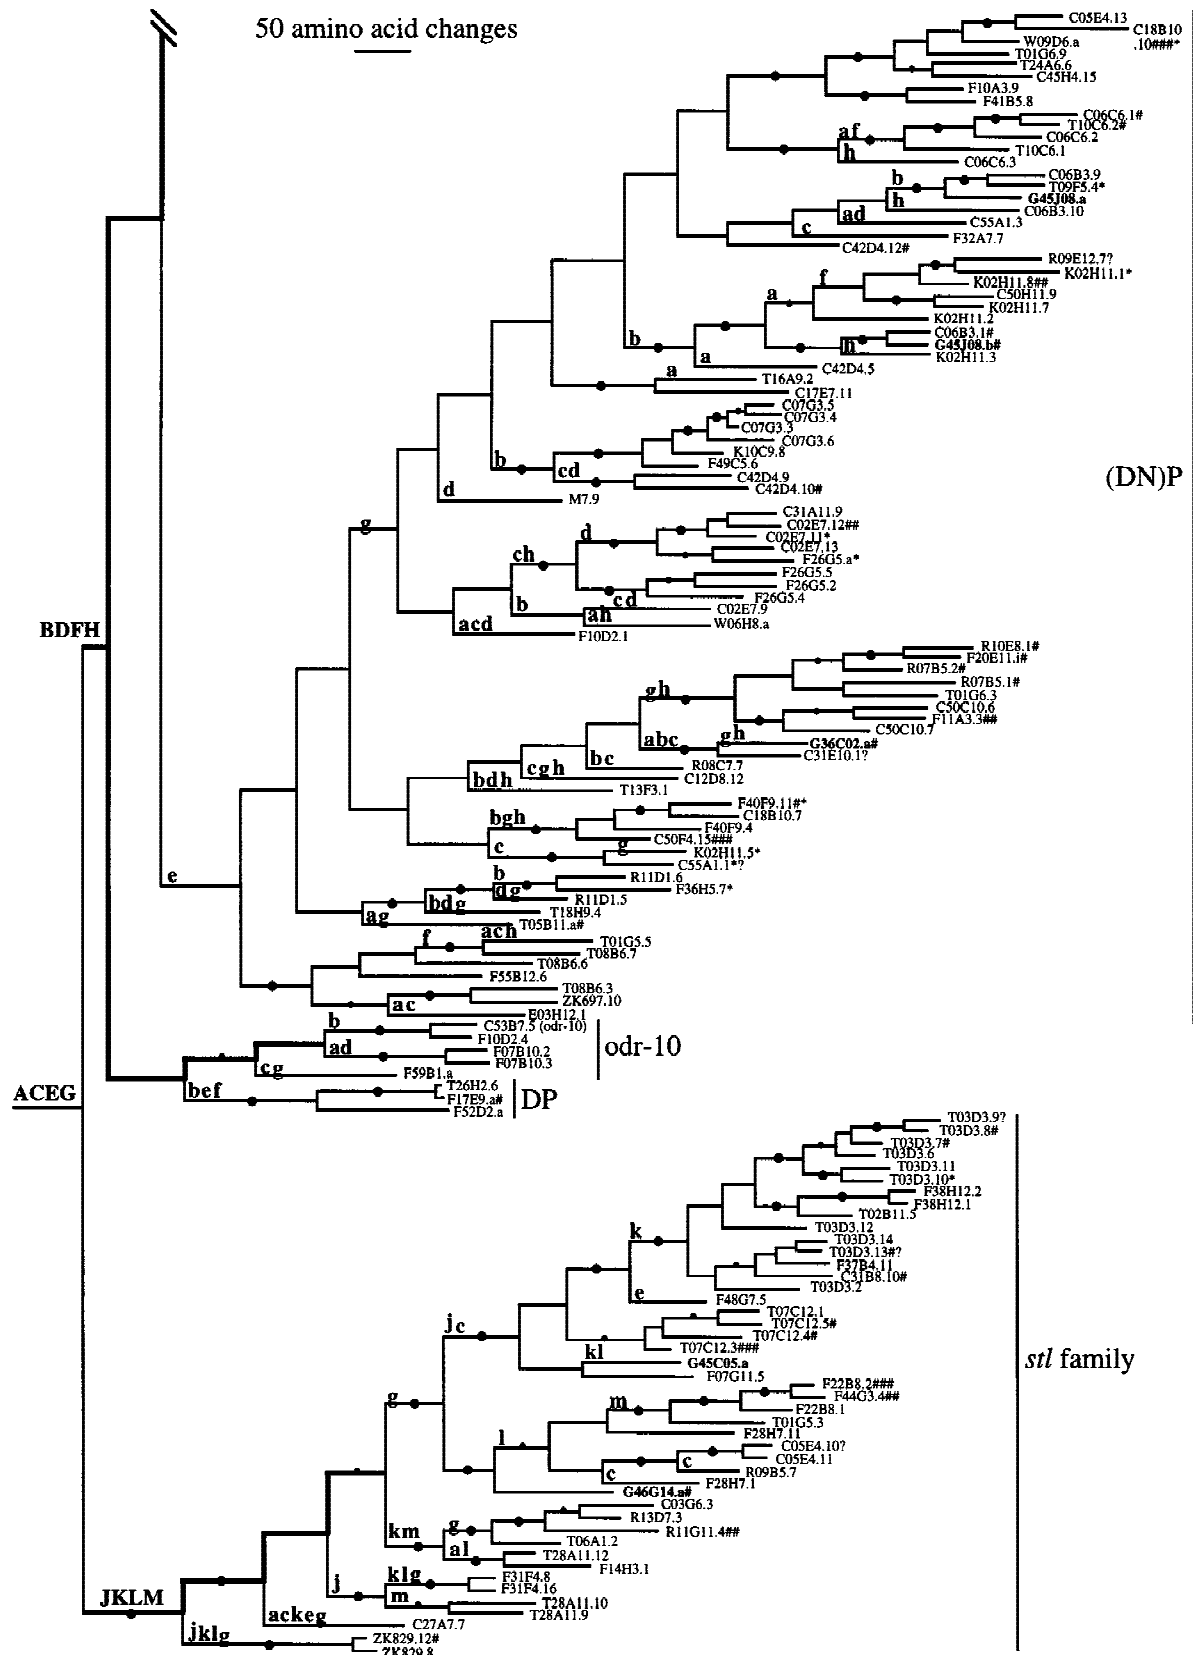 50 amino acid changes
C05E4.13
C18B10
.10###*
W09D6.a
T01G6.9
T24A6.6
C45H4.15
F10A3.9
F41B5.8
C06C6.1#
T10C6.2#
af
C06C6.2
h
T10C6.1
C06C6.3
C06B3.9
b
T09F5.4*
h
G45J08.a
ad
C06B3.10
C55A1.3
c
F32A7.7
C42D4.12#
R09E12.7?
K02H11.1*
f
K02H11.8##
a
C50H11.9
K02H11.7
K02H11.2
C06B3.1#
b
h
G45J08.b#
K02H11.3
a
C42D4.5
a
T16A9.2
C17E7.11
C07G3.5
C07G3.4
C07G3.3
C07G3.6
K10C9.8
b
F49C5.6
cd
C42D4.9
(DN)P
d
C42D4.10#
M7.9
C31A11.9
g
C02E7.12##
d
C02E7.11*
ch
C02E7.13
F26G5.a*
F26G5.5
F26G5.2
cd
F26G5.4
b
ah
C02E7.9
acd
W06H8.a
BDFH
F10D2.1
R10E8.1#
F20E11.i#
R07B5.2#
gh
R07B5.1#
T01G6.3
C50C10.6
F11A3.3##
gh
C50C10.7
abc
G36C02.a#
bc
C31E10.1?
cgh
R08C7.7
bdh
C12D8.12
T13F3.1
F40F9.11#*
bgh
C18B10.7
F40F9.4
C50F4.15###
c
g
K02H11.5*
C55A1.1*?
e
b
R11D1.6
dg
F36H5.7*
bdg
R11D1.5
ag
T18H9.4
T05B11.a#
f
ach
T01G5.5
T08B6.7
T08B6.6
F55B12.6
T08B6.3
ac
ZK697.10
E03H12.1
b
C53B7.5 (odr-10)
F10D2.4
ad
F07B10.2
odr-10
F07B10.3
cg
F59B1.a
ACEG
bef
T26H2.6
F17E9.a#
DP
F52D2.a
T03D3.9?
T03D3.8#
T03D3.7#
T03D3.6
T03D3.11
T03D3.10*
F38H12.2
F38H12.1
T02B11.5
k
T03D3.12
T03D3.14
T03D3.13#?
F37B4.11
C31B8.10#
T03D3.2
e
F48G7.5
jc
T07C12.1
T07C12.5#
T07C12.4#
T07C12.3###
kl
G45C05.a
stl family
F07G11.5
g
F22B8.2###
F44G3.4##
m
F22B8.1
T01G5.3
F28H7.11
l
C05E4.10?
C05E4.11
c
c
R09B5.7
F28H7.1
G46G14.a#
C03G6.3
R13D7.3
km
g
R11G11.4##
T06A1.2
al
T28A11.12
F14H3.1
j
klg
F31F4.8
F31F4.16
m
T28A11.10
T28A11.9
JKLM
ackeg
C27A7.7
jklg
ZK829.12#
ZK829.8